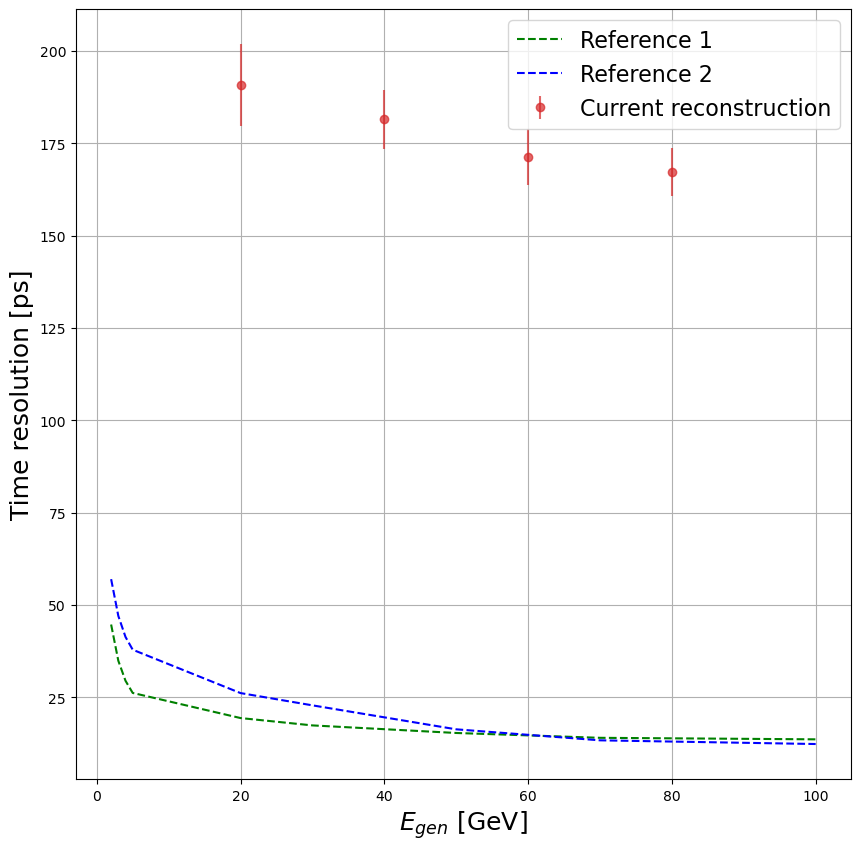 Reference 1
Reference 2
Current reconstruction
Time resolution [ps]
200
175
150
125
100
75
50
25
0 20 40 60 80 100
E_gen [GeV]